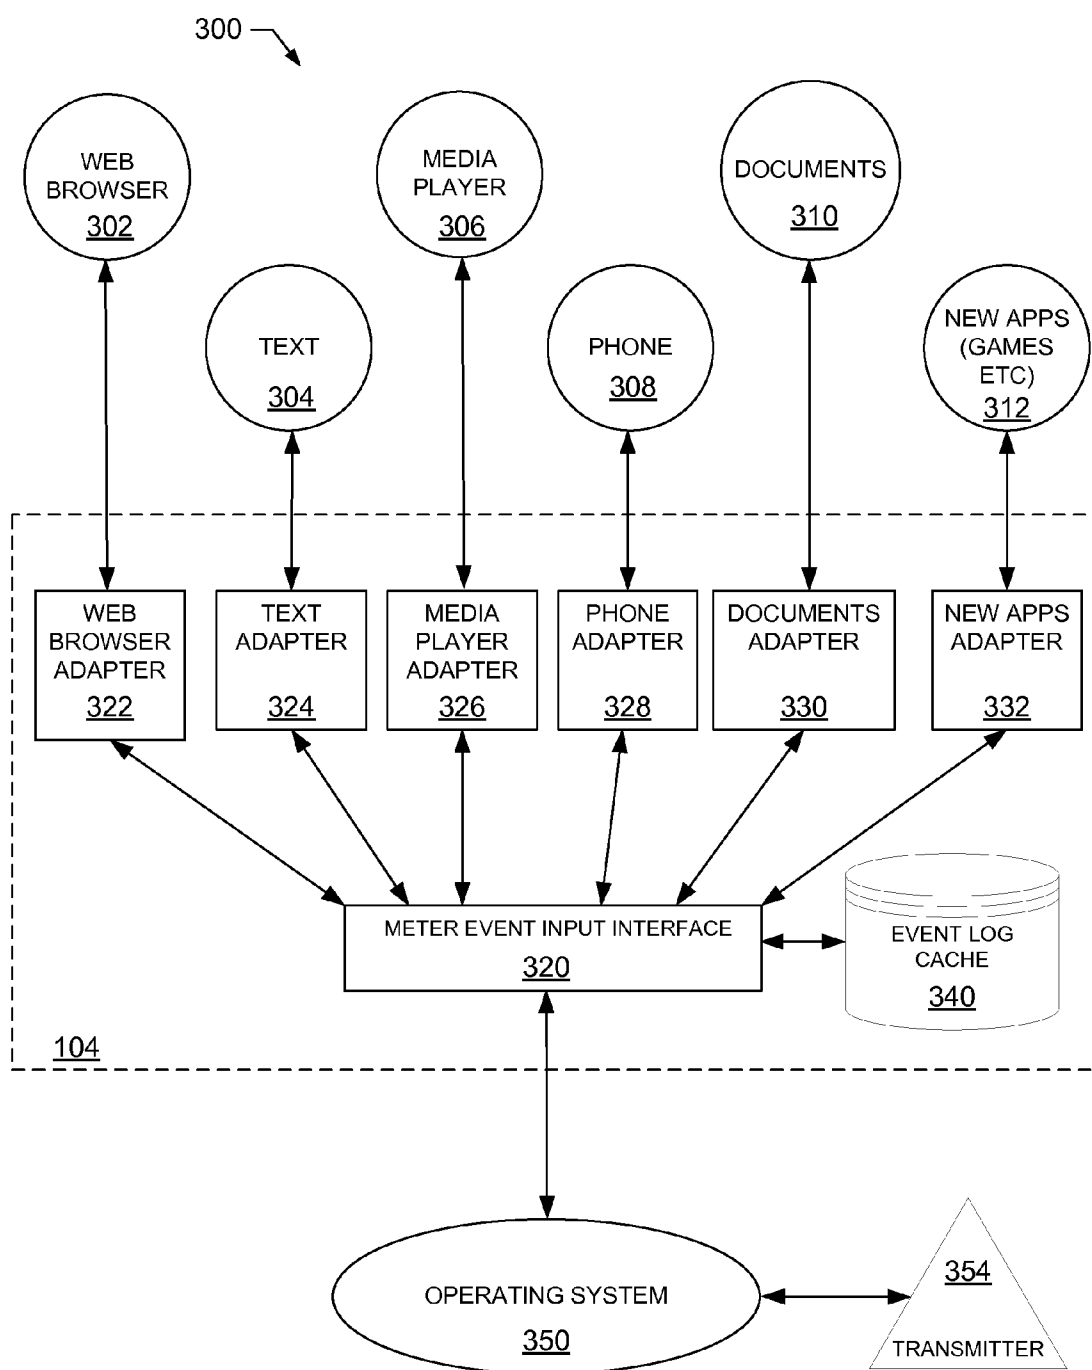 300
WEB
BROWSER
302
MEDIA
PLAYER
306
DOCUMENTS
310
TEXT
304
PHONE
308
NEW APPS
(GAMES
ETC)
312
WEB
BROWSER
ADAPTER
322
TEXT
ADAPTER
324
MEDIA
PLAYER
ADAPTER
326
PHONE
ADAPTER
328
DOCUMENTS
ADAPTER
330
NEW APPS
ADAPTER
332
METER EVENT INPUT INTERFACE
320
EVENT LOG
CACHE
340
104
OPERATING SYSTEM
350
354
TRANSMITTER